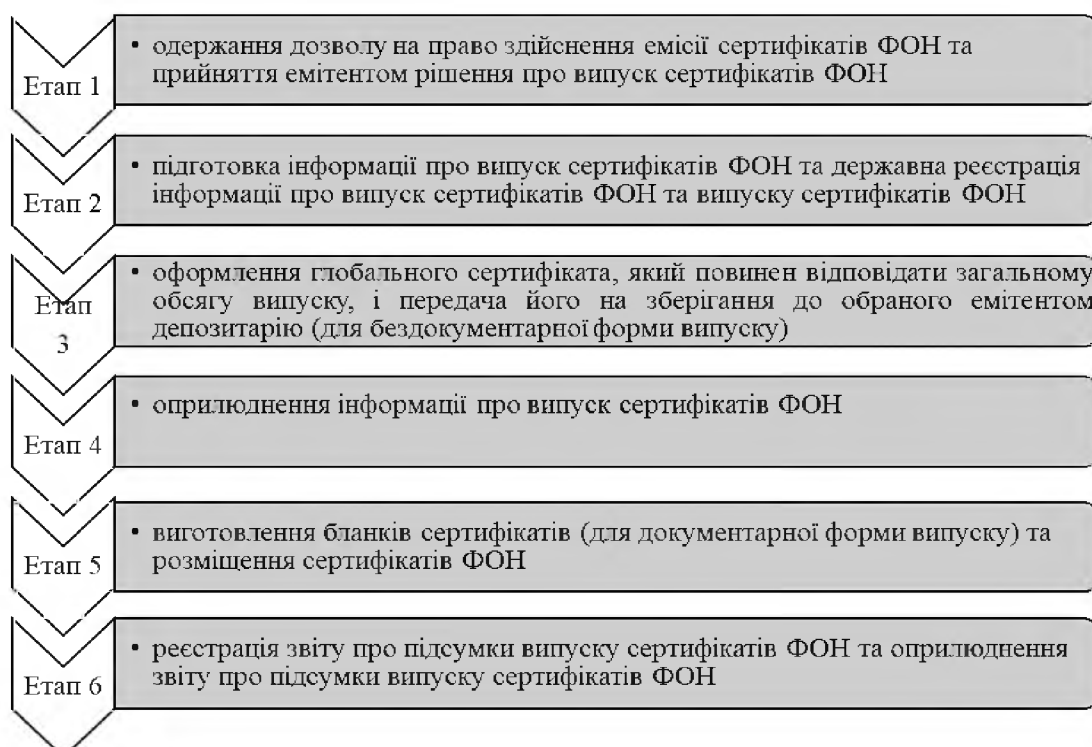 Етап 1
• одержання дозволу на право здійснення емісії сертифікатів ФОН та
прийняття емітентом рішення про випуск сертифікатів ФОН
Етап 2
• підготовка інформації про випуск сертифікатів ФОН та державна реєстрація
інформації про випуск сертифікатів ФОН та випуску сертифікатів ФОН
Етап
3
• оформлення глобального сертифіката, який повинен відповідати загальному
обсягу випуску, і передача його на зберігання до обраного емітентом
депозитарію (для бездокументарної форми випуску)
Етап 4
• оприлюднення інформації про випуск сертифікатів ФОН
Етап 5
• виготовлення бланків сертифікатів (для документарної форми випуску) та
розміщення сертифікатів ФОН
Етап 6
• реєстрація звіту про підсумки випуску сертифікатів ФОН та оприлюднення
звіту про підсумки випуску сертифікатів ФОН